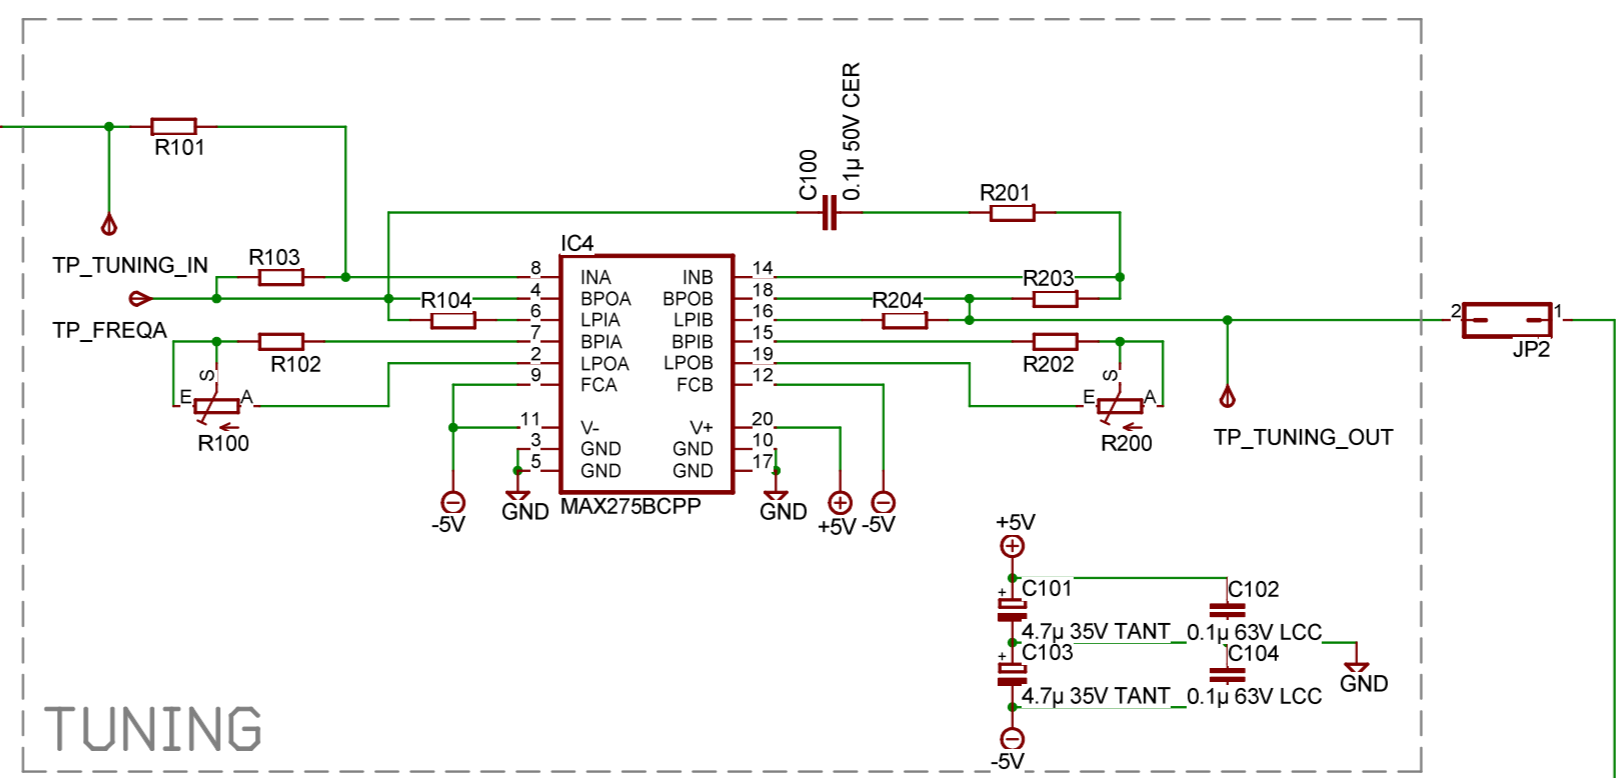 0.1µ 50V CER
C100
R101
R201
TP_TUNING_IN
R103
IC4
8 INA INB 14
R203
4 BPOA BPOB 18
R104
6 LPIA LPIB 16
R204
2 1
JP2
TP_FREQA
7 BPIA BPIB 15
R102
R202
2 LPOA LPOB 19
9 FCA FCB 12
S
E A
R100
S
E A
R200
11 V- V+ 20
3 GND GND 10
5 GND GND 17
TP_TUNING_OUT
-5V
GND
MAX275BCPP
GND
+5V
-5V
+5V
+ C101
C102
4.7µ 35V TANT
0.1µ 63V LCC
+ C103
C104
GND
4.7µ 35V TANT
0.1µ 63V LCC
-5V
TUNING